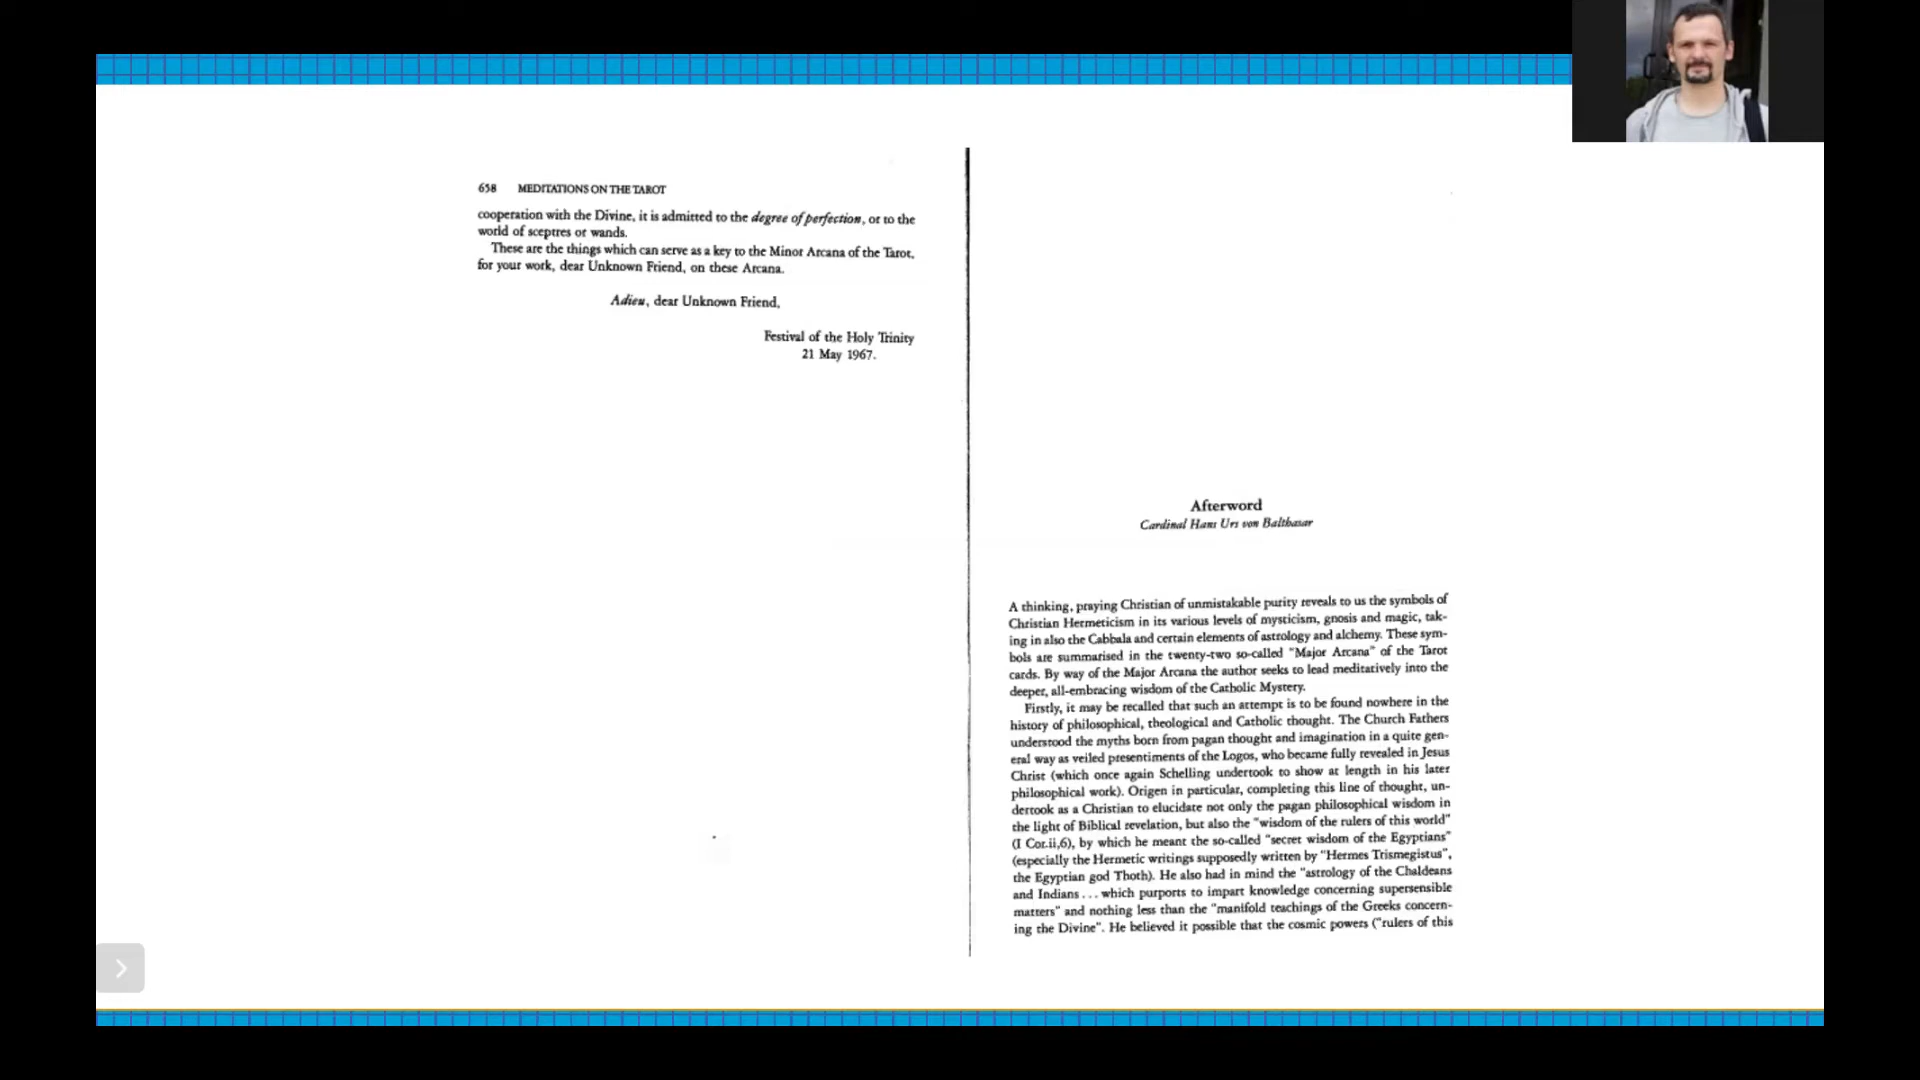 658 MEDITATIONS ON THE TAROT
cooperation with the Divine, it is admitted to the degree of perfection, or to the
world of sceptres or wands.
These are the things which can serve as a key to the Minor Arcana of the Tarot,
for your work, dear Unknown Friend, on these Arcana.
Adieu, dear Unknown Friend,
Festival of the Holy Trinity
21 May 1967.
Afterword
Cardinal Hans Urs von Balthasar
A thinking, praying Christian of unmistakable purity reveals to us the symbols of
Christian Hermeticism in its various levels of mysticism, gnosis and magic, tak-
ing in also the Cabbala and certain elements of astrology and alchemy. These sym-
bols are summarised in the twenty-two so-called "Major Arcana" of the Tarot
cards. By way of the Major Arcana the author seeks to lead meditatively into the
deeper, all-embracing wisdom of the Catholic Mystery.
Firstly, it may be recalled that such an attempt is to be found nowhere in the
history of philosophical, theological and Catholic thought. The Church Fathers
understood the myths born from pagan thought and imagination in a quite gen-
eral way as veiled presentiments of the Logos, who became fully revealed in Jesus
Christ (which once again Schelling undertook to show at length in his later
philosophical work). Origen in particular, completing this line of thought, un-
dertook as a Christian to elucidate not only the pagan philosophical wisdom in
the light of Biblical revelation, but also the "wisdom of the rulers of this world"
(I Cor.ii,6), by which he meant the so-called "secret wisdom of the Egyptians"
(especially the Hermetic writings supposedly written by "Hermes Trismegistus",
the Egyptian god Thoth). He also had in mind the "astrology of the Chaldeans
and Indians... which purports to impart knowledge concerning supersensible
matters" and nothing less than the "manifold teachings of the Greeks concern-
ing the Divine". He believed it possible that the cosmic powers ("rulers of this